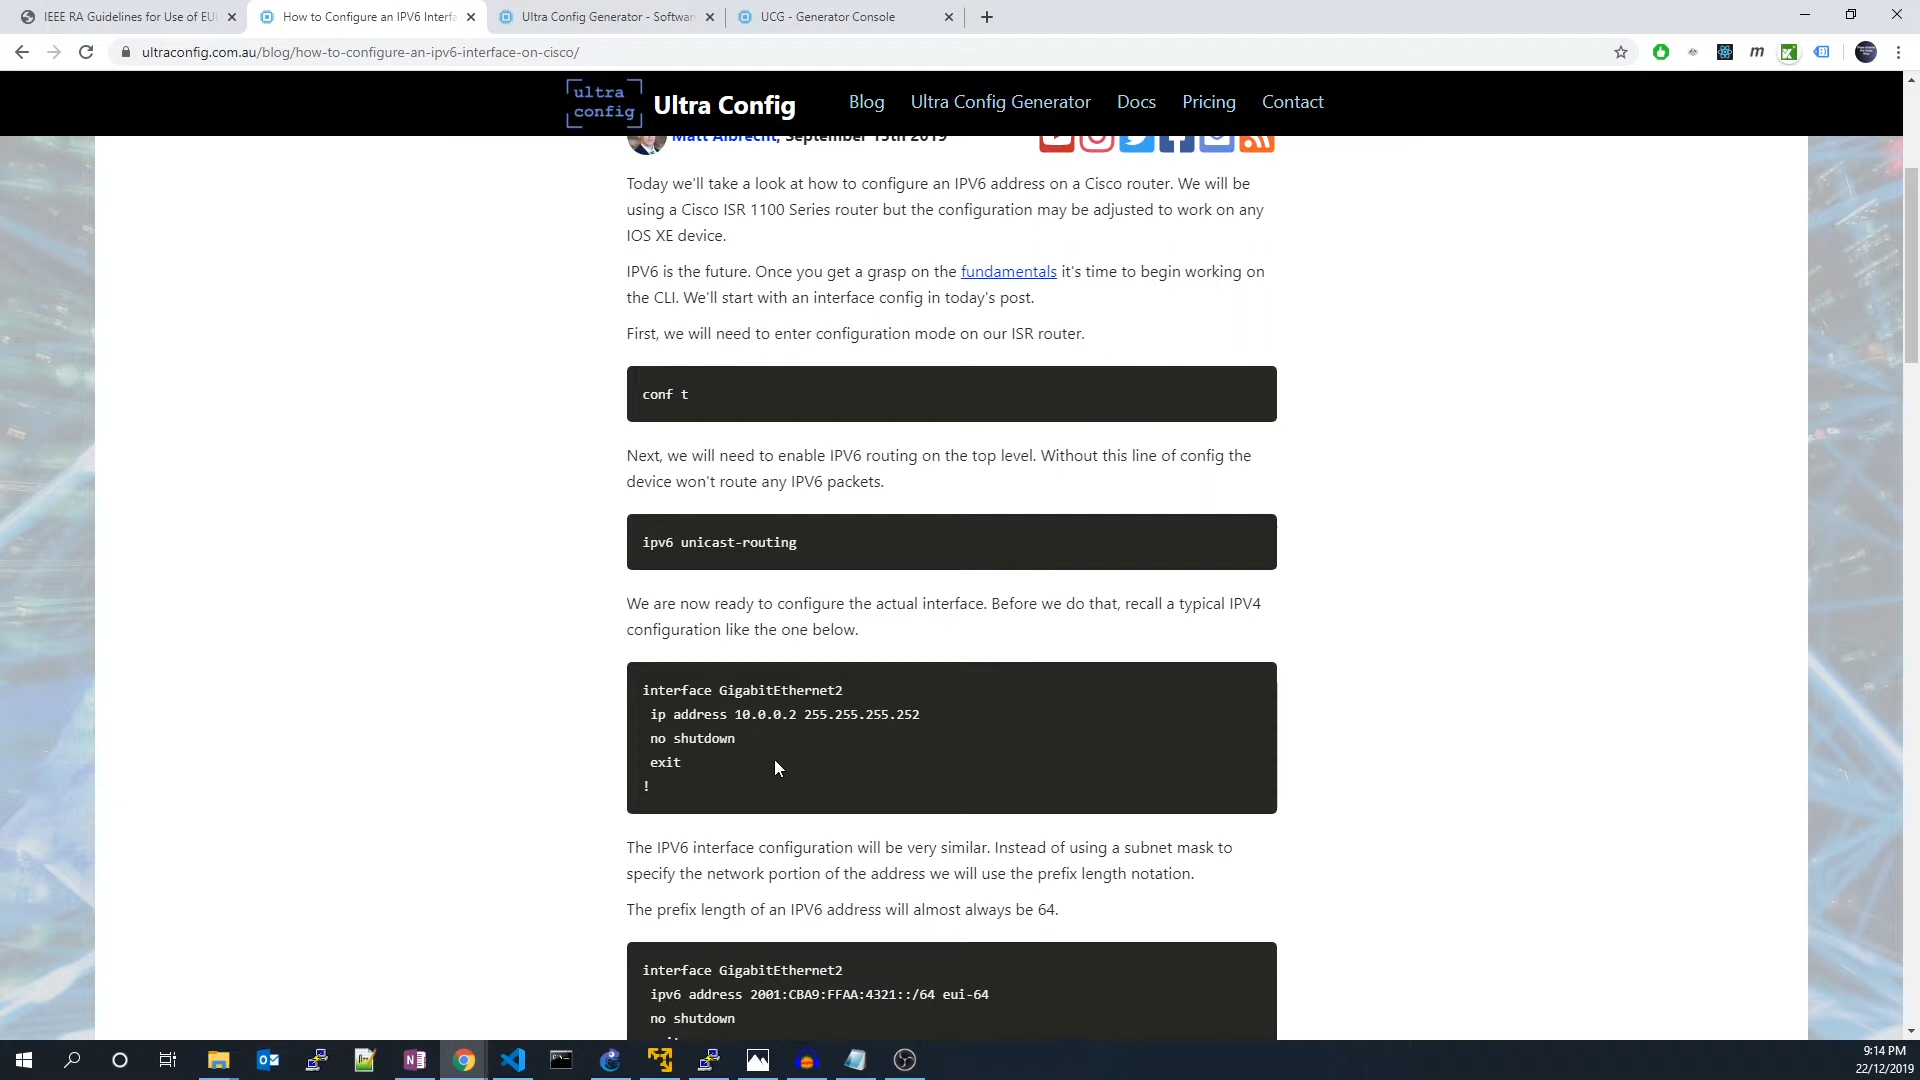 IEEE RA Guidelines for Use of EUI
How to Configure an IPV6 Interfa
Ultra Config Generator - Softwar
UCG - Generator Console
ultraconfig.com.au/blog/how-to-configure-an-ipv6-interface-on-cisco/
ultra
config
Ultra Config
Blog
Ultra Config Generator
Docs
Pricing
Contact
Matt Albrecht, September 15th 2019
Today we'll take a look at how to configure an IPV6 address on a Cisco router. We will be
using a Cisco ISR 1100 Series router but the configuration may be adjusted to work on any
IOS XE device.
IPV6 is the future. Once you get a grasp on the fundamentals it's time to begin working on
the CLI. We'll start with an interface config in today's post.
First, we will need to enter configuration mode on our ISR router.
conf t
Next, we will need to enable IPV6 routing on the top level. Without this line of config the
device won't route any IPV6 packets.
ipv6 unicast-routing
We are now ready to configure the actual interface. Before we do that, recall a typical IPV4
configuration like the one below.
interface GigabitEthernet2
ip address 10.0.0.2 255.255.255.252
no shutdown
exit
!
The IPV6 interface configuration will be very similar. Instead of using a subnet mask to
specify the network portion of the address we will use the prefix length notation.
The prefix length of an IPV6 address will almost always be 64.
interface GigabitEthernet2
ipv6 address 2001:CBA9:FFAA:4321::/64 eui-64
no shutdown
9:14 PM
22/12/2019